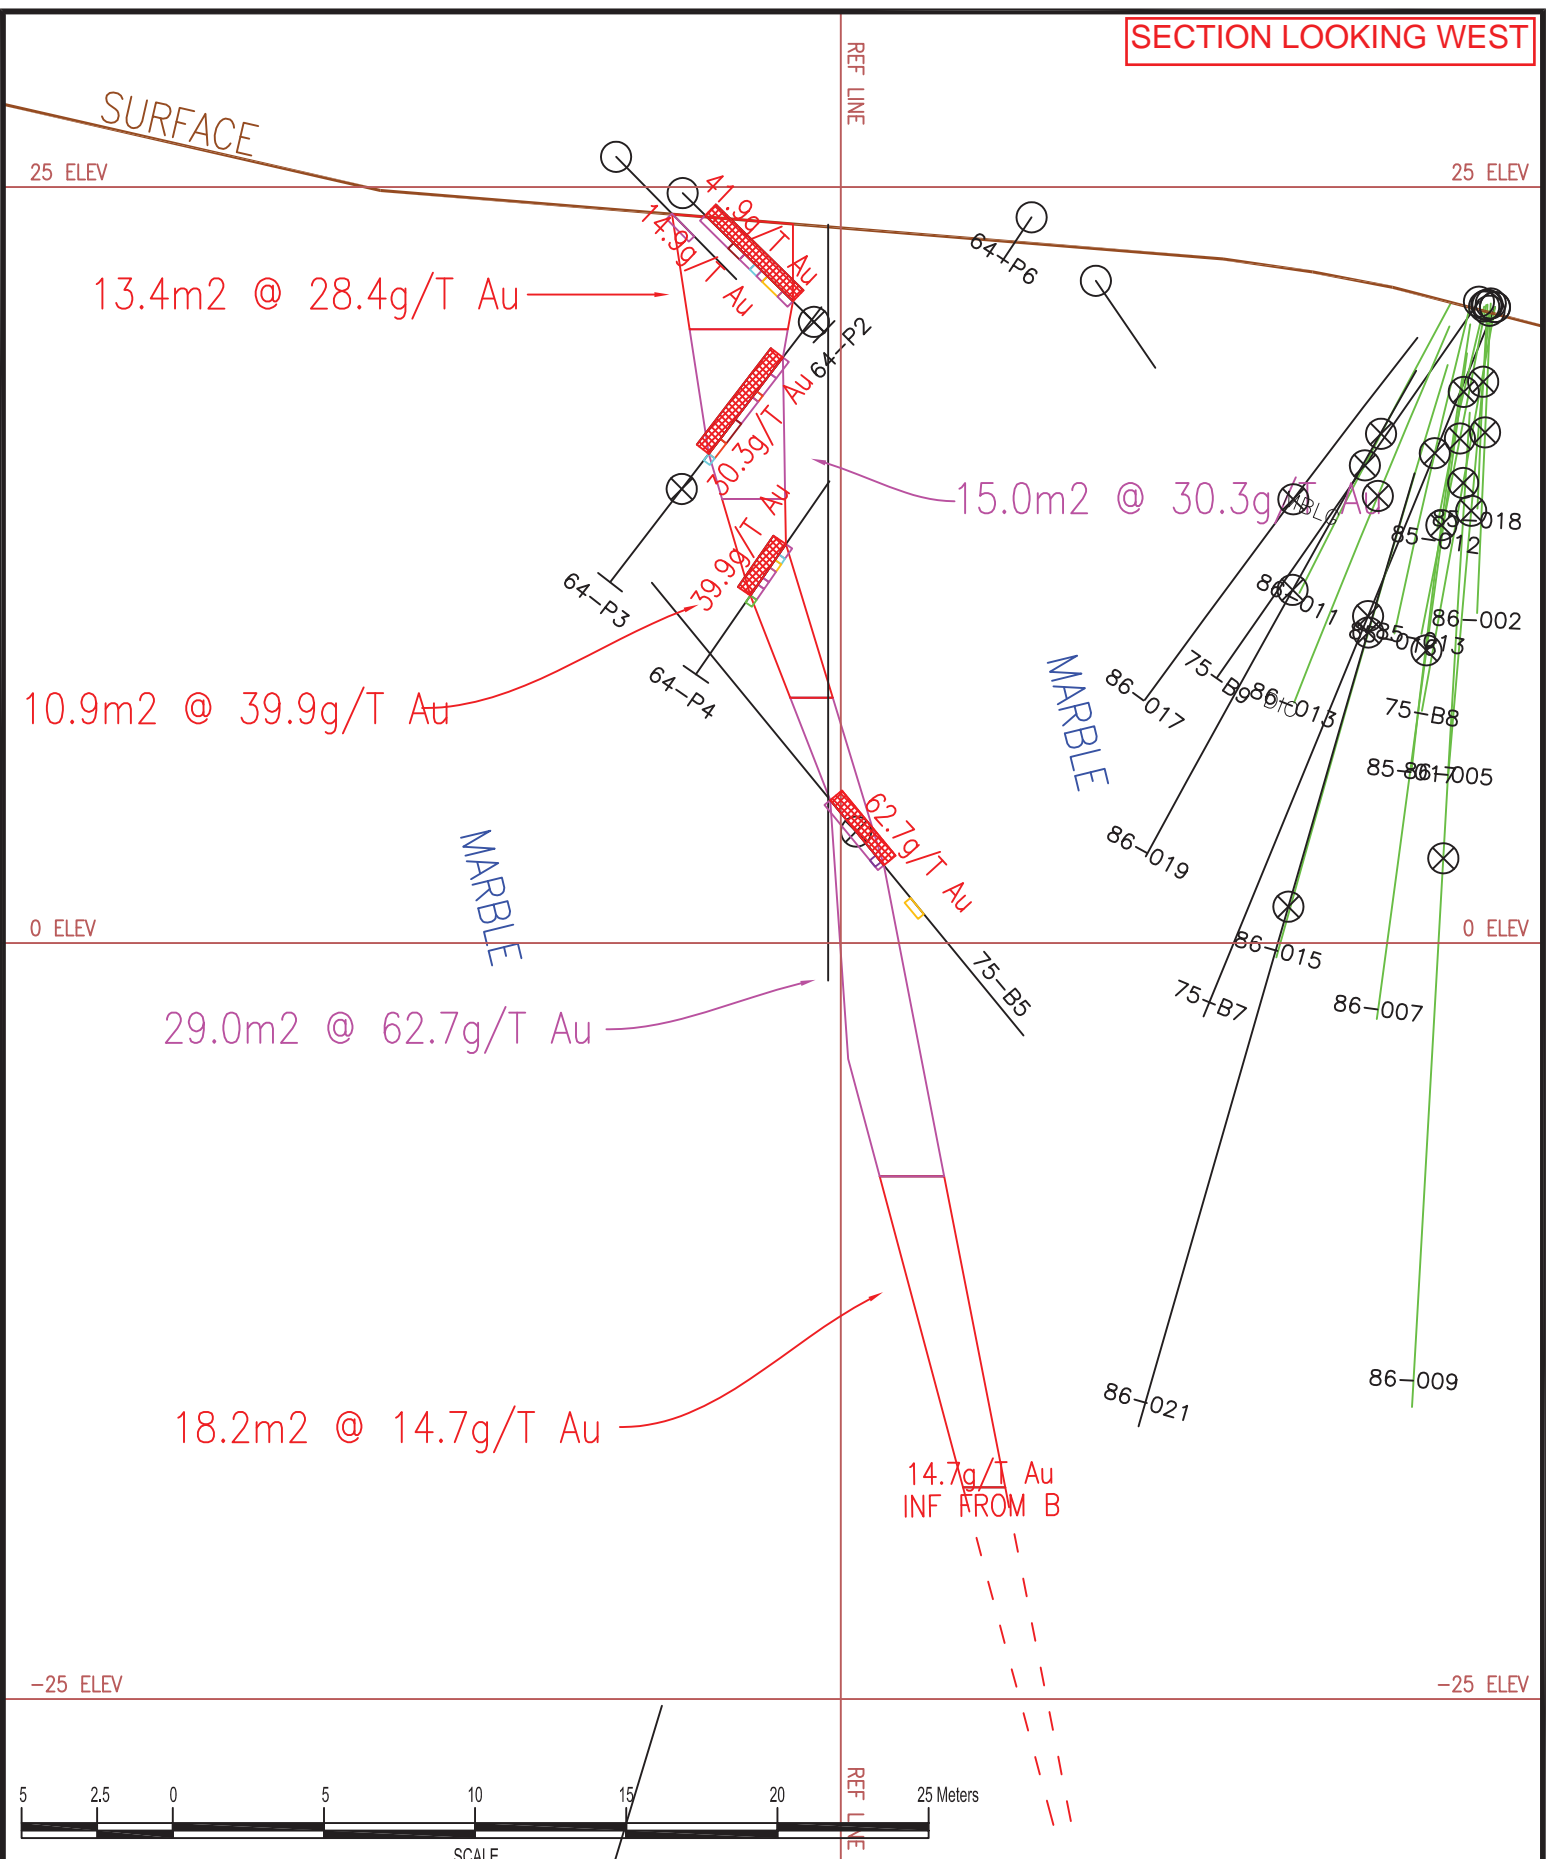 SECTION LOOKING WEST
REF LINE
SURFACE
25 ELEV
25 ELEV
41.9g/T Au
14.9g/T Au
64-P6
13.4m2 @ 28.4g/T Au
64-P2
30.3g/T Au
15.0m2 @ 30.3g/T Au
85-018
85-012
39.9g/T Au
64-P3
86-011
86-002
64-P4
75-B9
86-013
86-017
10.9m2 @ 39.9g/T Au
75-B8
MARBLE
86-005
62.7g/T Au
86-019
MARBLE
0 ELEV
0 ELEV
86-015
75-B5
75-B7
86-007
29.0m2 @ 62.7g/T Au
86-009
86-021
18.2m2 @ 14.7g/T Au
14.7g/T Au
INF FROM B
-25 ELEV
-25 ELEV
REF LINE
5 2.5 0 5 10 15 20 25 Meters
SCALE